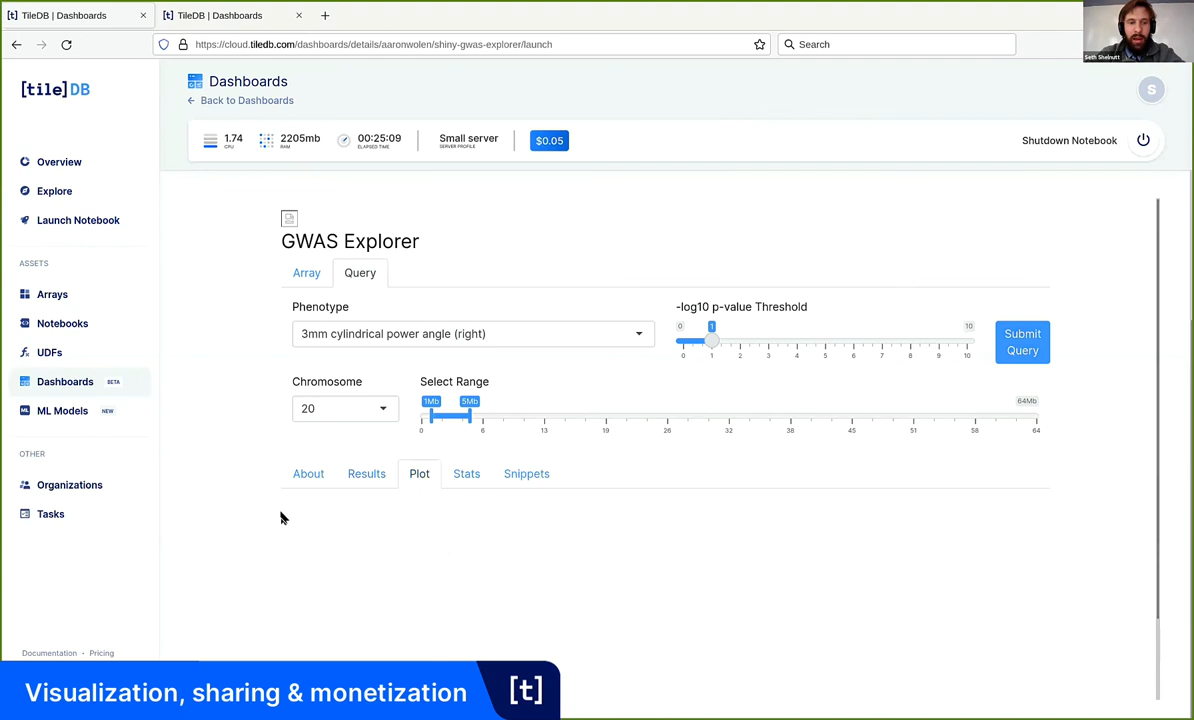 TileDB | Dashboards
TileDB | Dashboards
https://cloud.tiledb.com/dashboards/details/aaronwolen/shiny-gwas-explorer/launch
Search
Seth Shelnutt
[tile]DB
Dashboards
Back to Dashboards
S
1.74
CPU
2205mb
RAM
00:25:09
ELAPSED TIME
Small server
SERVER PROFILE
$0.05
Shutdown Notebook
Overview
Explore
Launch Notebook
ASSETS
Arrays
Notebooks
UDFs
Dashboards BETA
ML Models NEW
OTHER
Organizations
Tasks
Documentation · Pricing
GWAS Explorer
Array Query
Phenotype
3mm cylindrical power angle (right)
-log10 p-value Threshold
0 1 10
0 1 2 3 4 5 6 7 8 9 10
Submit
Query
Chromosome
20
Select Range
1Mb 5Mb 64Mb
0 6 13 19 26 32 38 45 51 58 64
About Results Plot Stats Snippets
Visualization, sharing & monetization
[t]